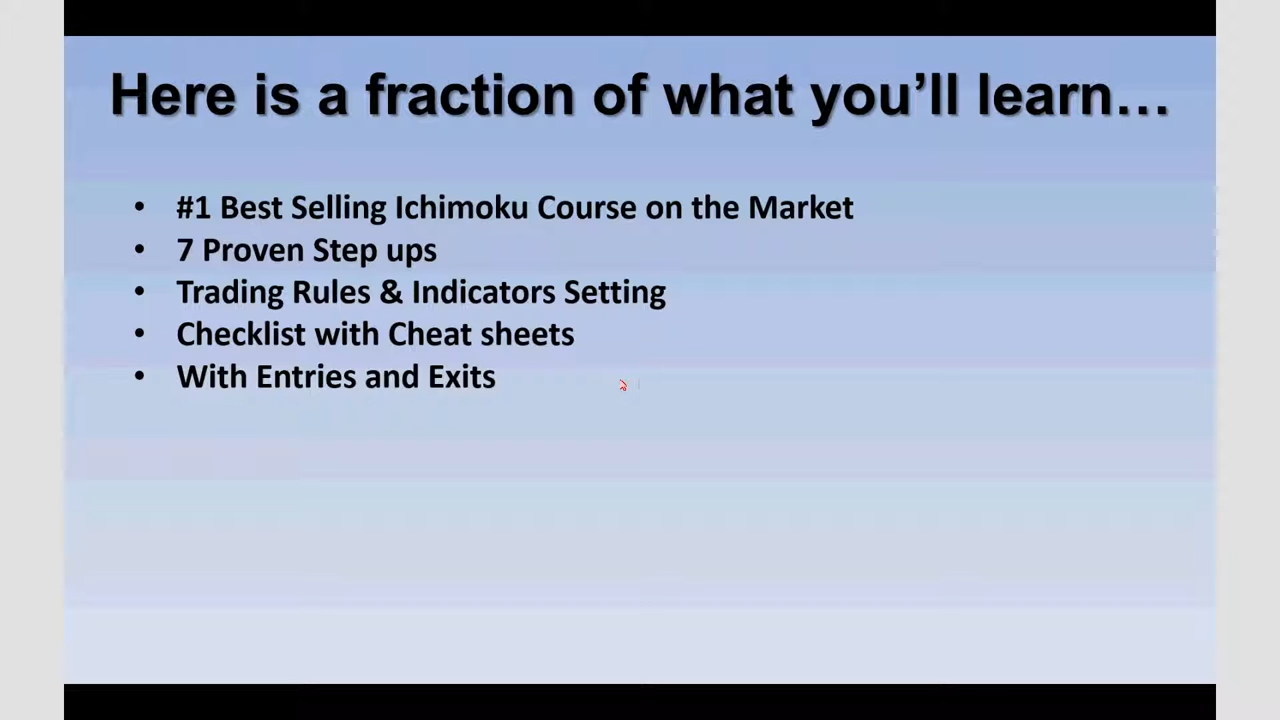 Here is a fraction of what you’ll learn…
• #1 Best Selling Ichimoku Course on the Market
• 7 Proven Step ups
• Trading Rules & Indicators Setting
• Checklist with Cheat sheets
• With Entries and Exits